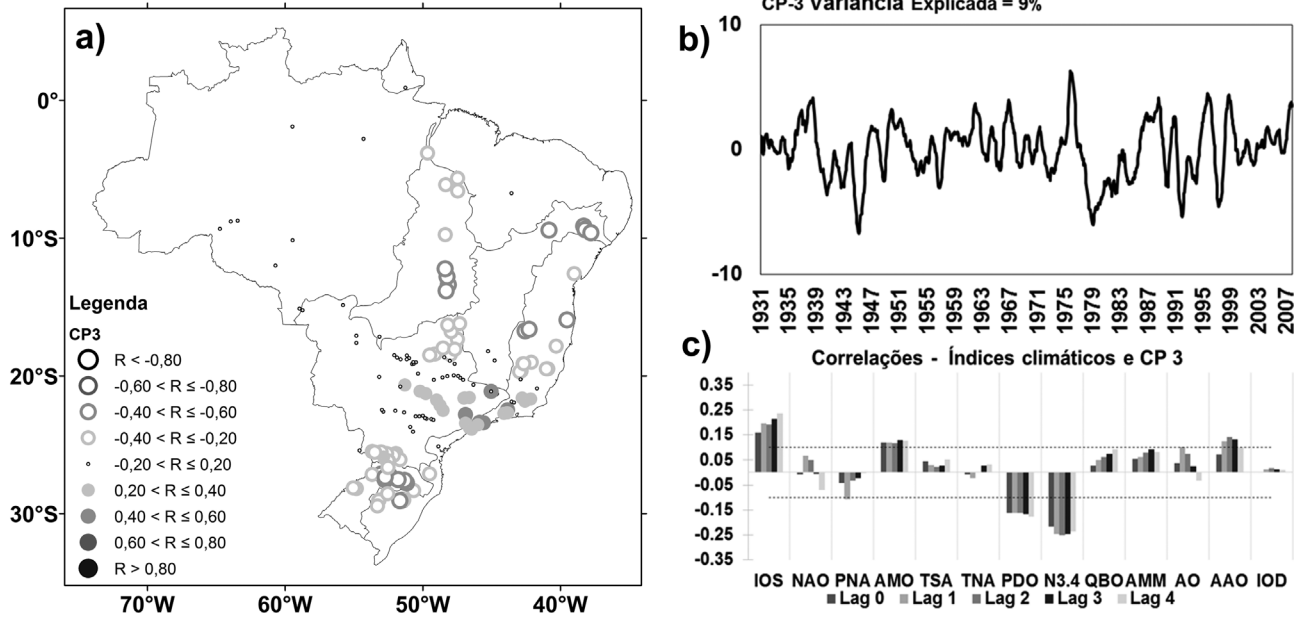 a)
0°
10°S
20°S
30°S
70°W 60°W 50°W 40°W
Legenda
CP3
R < -0,80
-0,60 < R ≤ -0,80
-0,40 < R ≤ -0,60
-0,40 < R ≤ -0,20
-0,20 < R ≤ 0,20
0,20 < R ≤ 0,40
0,40 < R ≤ 0,60
0,60 < R ≤ 0,80
R > 0,80
CP-3 Variância Explicada = 9%
b)
10
0
-10
1931 1935 1939 1943 1947 1951 1955 1959 1963 1967 1971 1975 1979 1983 1987 1991 1995 1999 2003 2007
c)
Correlações - Índices climáticos e CP 3
0.35
0.25
0.15
0.05
-0.05
-0.15
-0.25
-0.35
IOS NAO PNA AMO TSA TNA PDO N3.4 QBO AMM AO AAO IOD
Lag 0 Lag 1 Lag 2 Lag 3 Lag 4